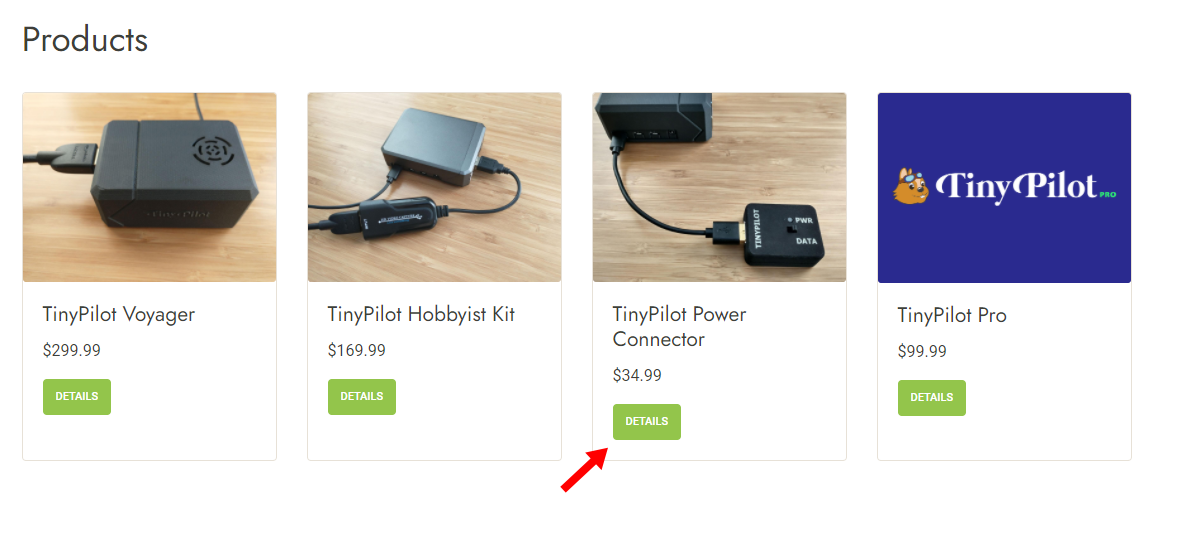 Products
TinyPilot
TINYPILOT
PWR
DATA
TinyPilot PRO
TinyPilot Voyager
$299.99
DETAILS
TinyPilot Hobbyist Kit
$169.99
DETAILS
TinyPilot Power
Connector
$34.99
DETAILS
TinyPilot Pro
$99.99
DETAILS